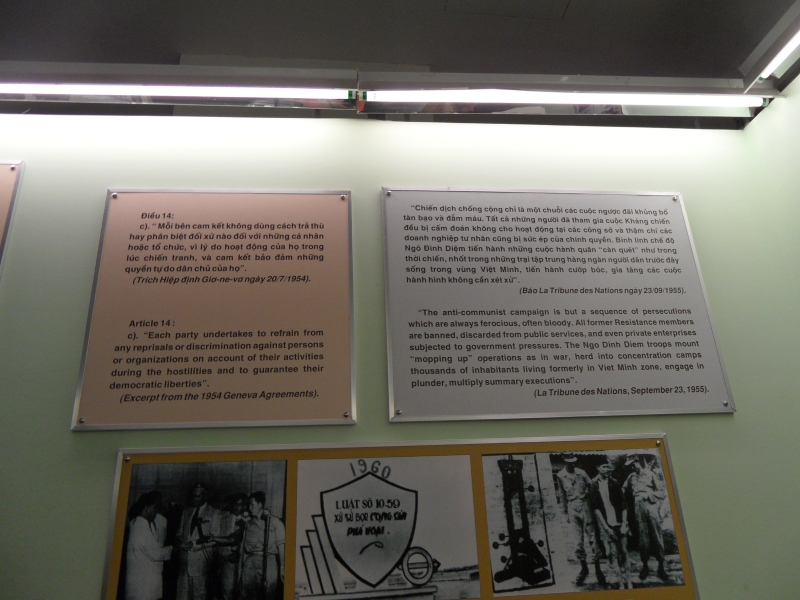 Điều 14:
c). “ Mỗi bên cam kết không dùng cách trả thù
hay phân biệt đối xử nào đối với những cá nhân
hoặc tổ chức, vì lý do hoạt động của họ trong
lúc chiến tranh, và cam kết bảo đảm những
quyền tự do dân chủ của họ”.
(Trích Hiệp định Giơ-ne-vơ ngày 20/7/1954).
Article 14 :
c). “Each party undertakes to refrain from
any reprisals or discrimination against persons
or organizations on account of their activities
during the hostilities and to guarantee their
democratic liberties”.
(Excerpt from the 1954 Geneva Agreements).
“Chiến dịch chống cộng chỉ là một chuỗi các cuộc ngược đãi khủng bố
tàn bạo và đẫm máu. Tất cả những người đã tham gia cuộc Kháng chiến
đều bị cấm đoán không cho hoạt động tại các công sở và thậm chí các
doanh nghiệp tư nhân cũng bị sức ép của chính quyền. Binh lính chế độ
Ngô Đình Diệm tiến hành những cuộc hành quân “càn quét” như trong
thời chiến, nhốt trong những trại tập trung hàng ngàn người dân trước đây
sống trong vùng Việt Minh, tiến hành cướp bóc, gia tăng các cuộc
hành hình không cần xét xử”.
(Báo La Tribune des Nations ngày 23/09/1955).
“The anti-communist campaign is but a sequence of persecutions
which are always ferocious, often bloody. All former Resistance members
are banned, discarded from public services, and even private enterprises
subjected to government pressures. The Ngo Dinh Diem troops mount
“mopping up” operations as in war, herd into concentration camps
thousands of inhabitants living formerly in Viet Minh zone, engage in
plunder, multiply summary executions”.
(La Tribune des Nations, September 23, 1955).
1960
LUẬT SỐ 10-59
CỘNG SẢN
PHÁ HOẠI